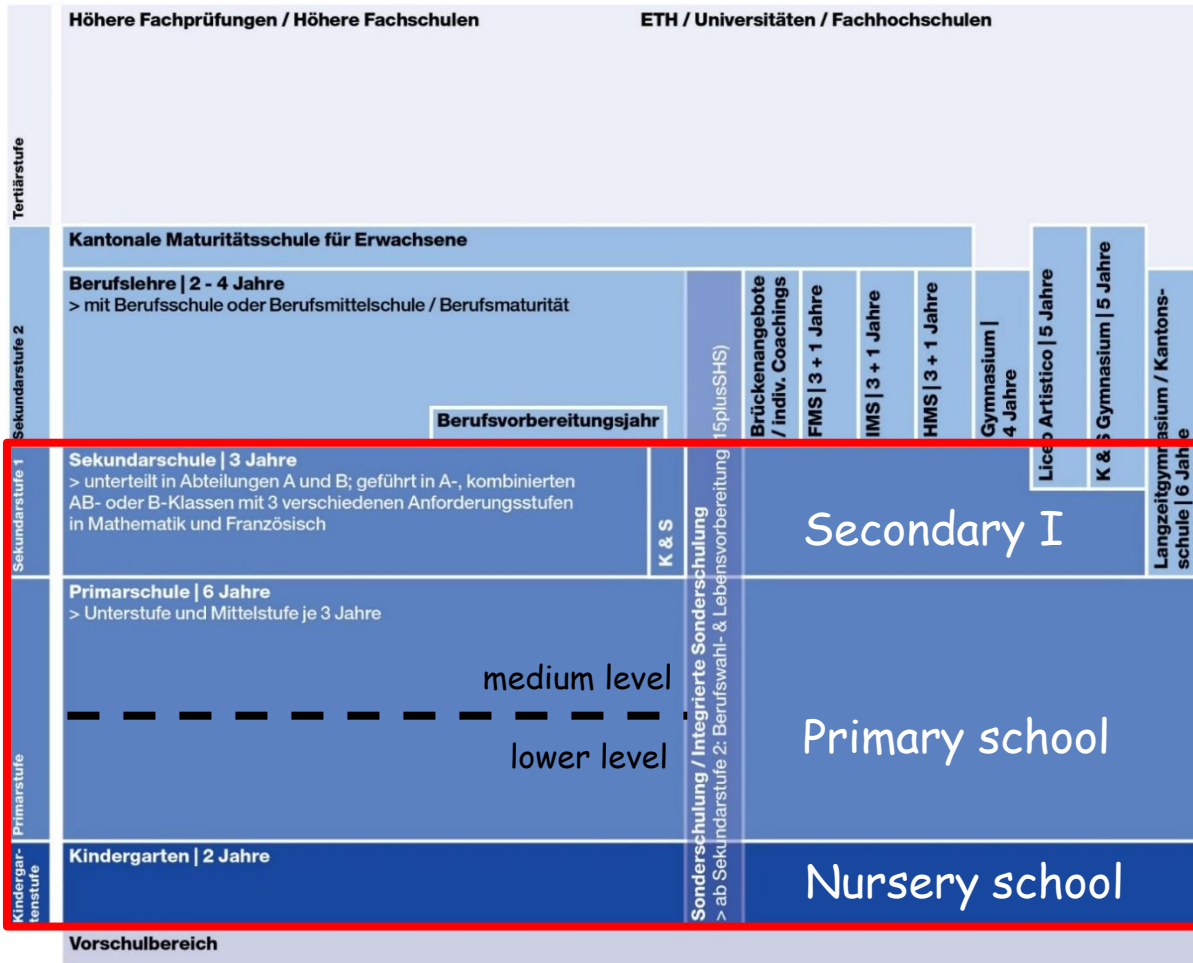 Höhere Fachprüfungen / Höhere Fachschulen
ETH / Universitäten / Fachhochschulen
Tertiärstufe
Kantonale Maturitätsschule für Erwachsene
Sekundarstufe 2
Berufslehre | 2 - 4 Jahre
> mit Berufsschule oder Berufsmittelschule / Berufsmaturität
Berufsvorbereitungsjahr
Brückenangebote
/ indiv. Coachings
FMS | 3 + 1 Jahre
IMS | 3 + 1 Jahre
HMS | 3 + 1 Jahre
Gymnasium |
4 Jahre
Liceo Artistico | 5 Jahre
K & S Gymnasium | 5 Jahre
Langzeitgymnasium / Kantons-
schule | 6 Jahre
Sekundarstufe 1
Sekundarschule | 3 Jahre
> unterteilt in Abteilungen A und B; geführt in A-, kombinierten
AB- oder B-Klassen mit 3 verschiedenen Anforderungsstufen
in Mathematik und Französisch
K & S
Sonderschulung / Integrierte Sonderschulung
> ab Sekundarstufe 2: Berufswahl- & Lebensvorbereitung (15plusSHS)
Secondary I
Primarstufe
Primarschule | 6 Jahre
> Unterstufe und Mittelstufe je 3 Jahre
medium level
lower level
Primary school
Kindergar-
tenstufe
Kindergarten | 2 Jahre
Nursery school
Vorschulbereich